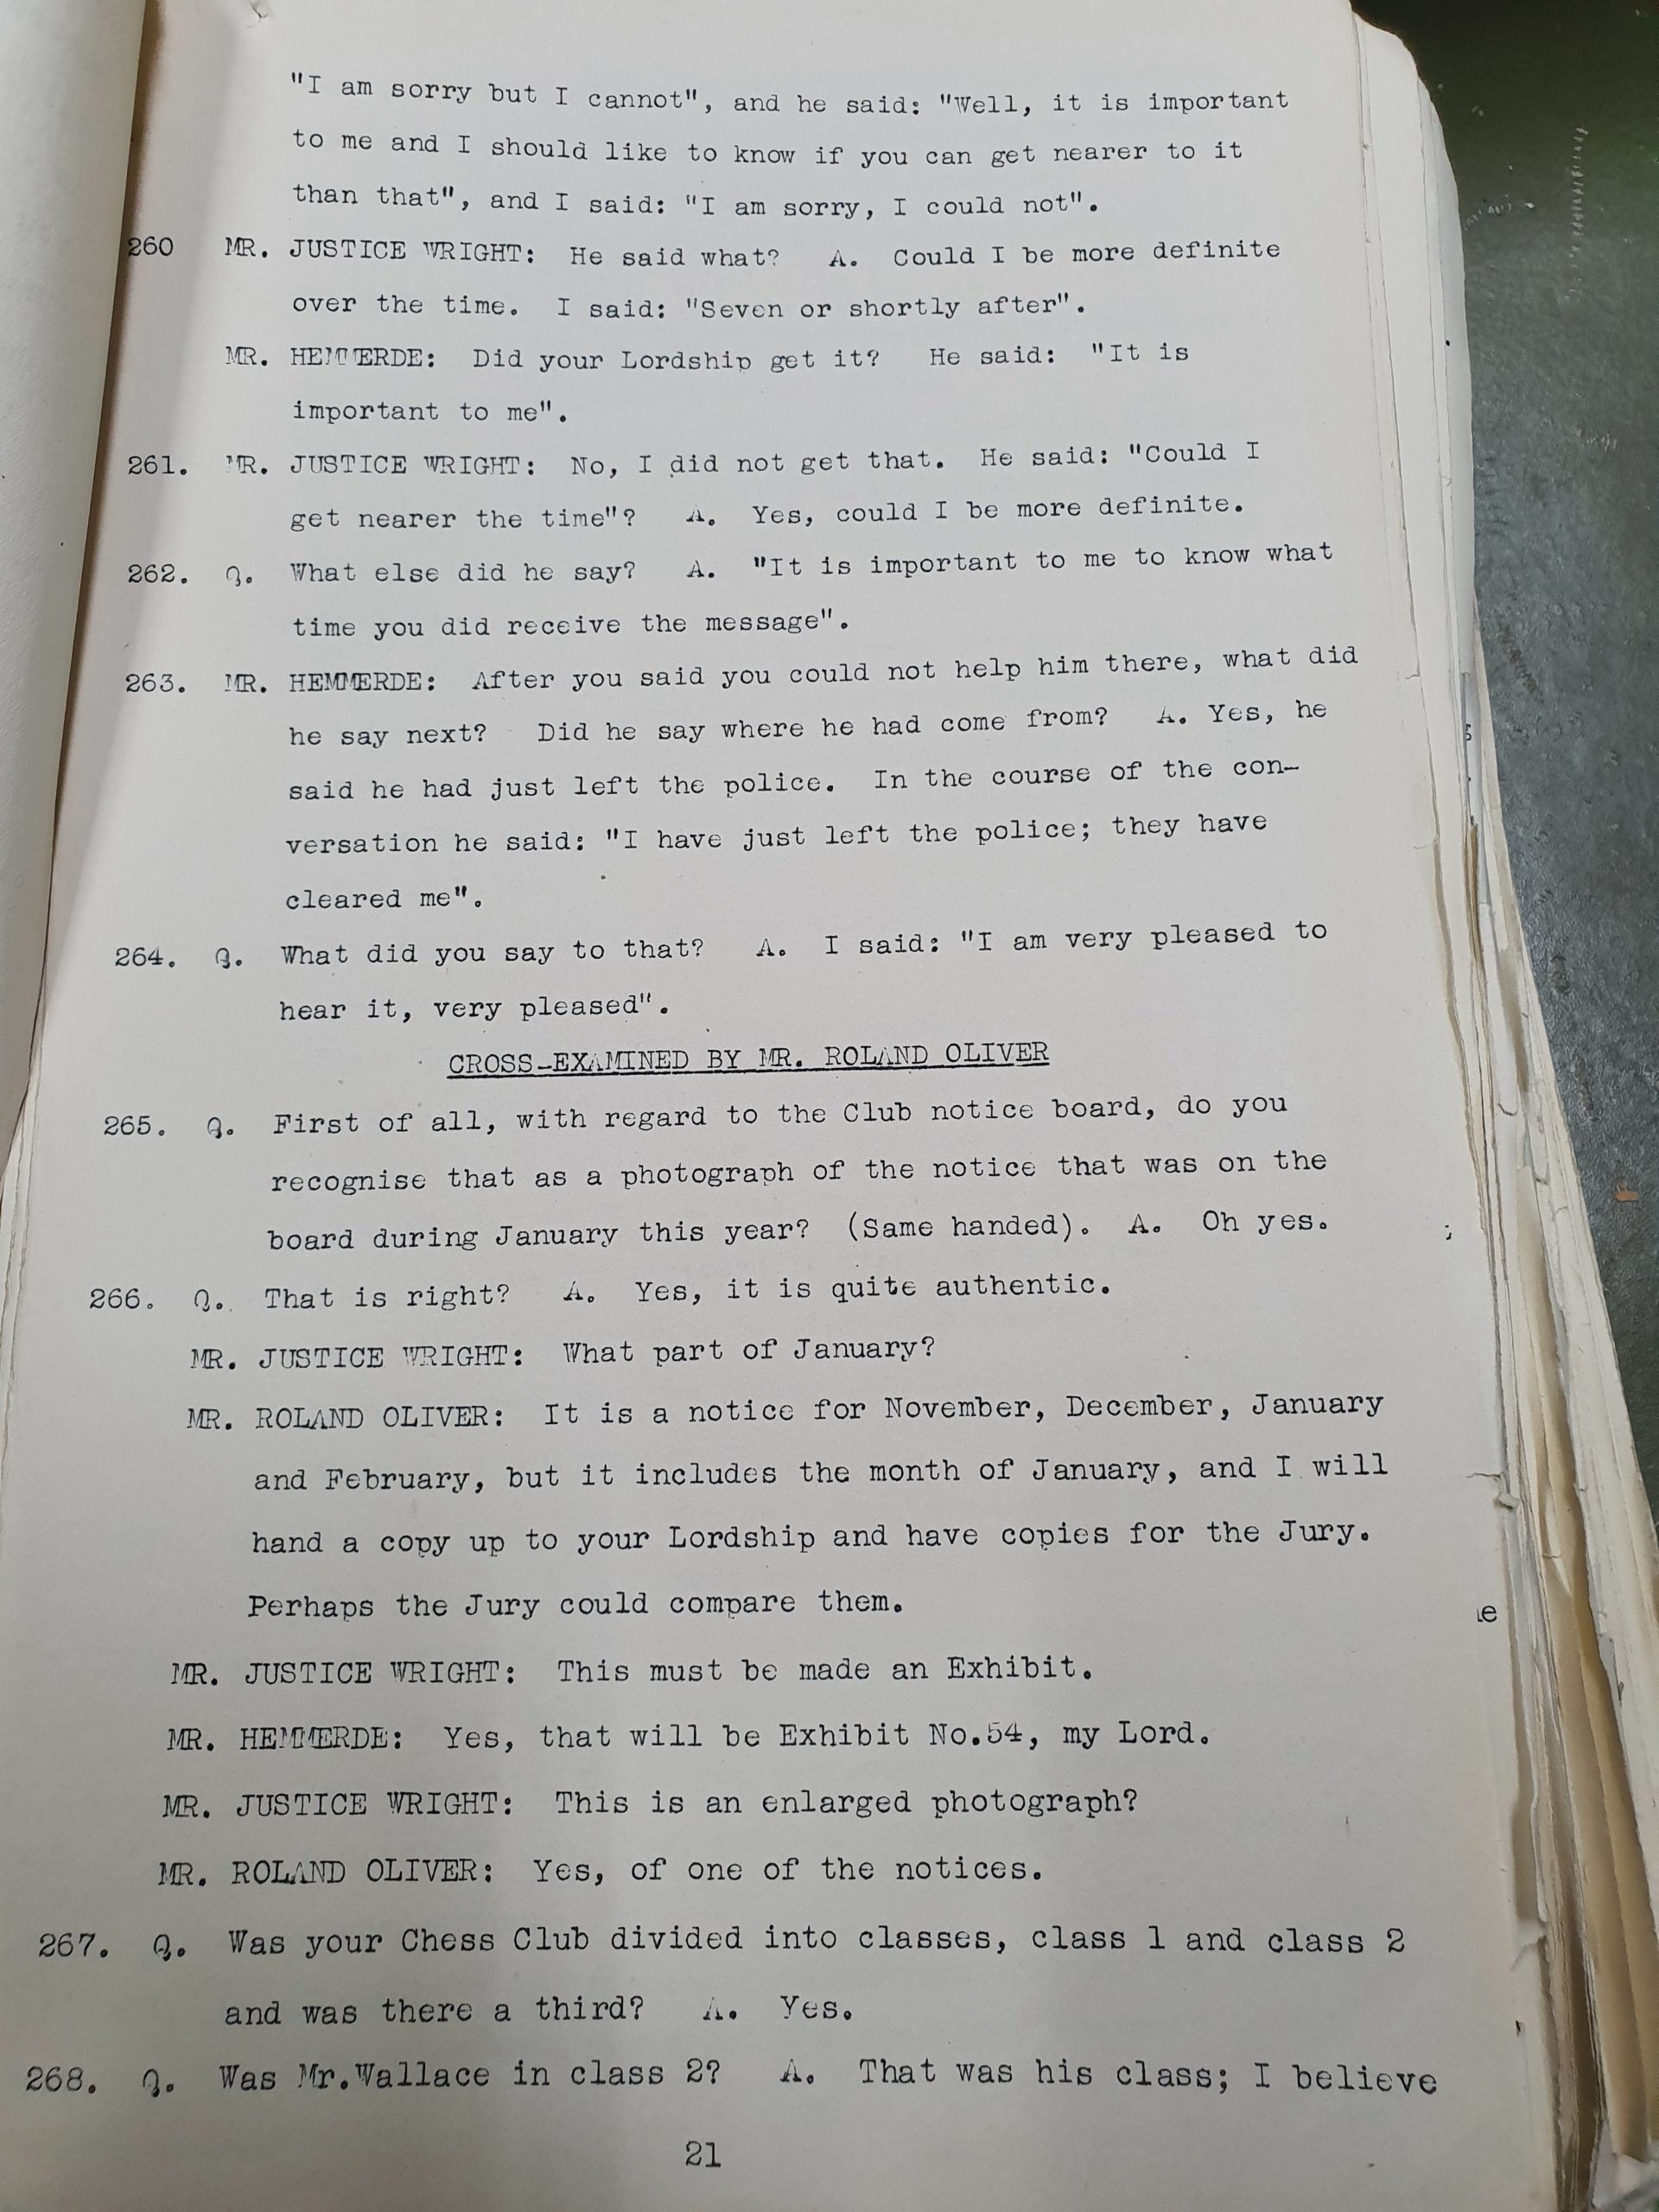 "I am sorry but I cannot", and he said: "Well, it is important
to me and I should like to know if you can get nearer to it
than that", and I said: "I am sorry, I could not".
260 MR. JUSTICE WRIGHT: He said what? A. Could I be more definite
over the time. I said: "Seven or shortly after".
MR. HEMMERDE: Did your Lordship get it? He said: "It is
important to me".
261. MR. JUSTICE WRIGHT: No, I did not get that. He said: "Could I
get nearer the time"? A. Yes, could I be more definite.
262. Q. What else did he say? A. "It is important to me to know what
time you did receive the message".
263. MR. HEMMERDE: After you said you could not help him there, what did
he say next? Did he say where he had come from? A. Yes, he
said he had just left the police. In the course of the con-
versation he said: "I have just left the police; they have
cleared me".
264. Q. What did you say to that? A. I said: "I am very pleased to
hear it, very pleased".
CROSS-EXAMINED BY MR. ROLAND OLIVER
265. Q. First of all, with regard to the Club notice board, do you
recognise that as a photograph of the notice that was on the
board during January this year? (Same handed). A. Oh yes.
266. Q. That is right? A. Yes, it is quite authentic.
MR. JUSTICE WRIGHT: What part of January?
MR. ROLAND OLIVER: It is a notice for November, December, January
and February, but it includes the month of January, and I will
hand a copy up to your Lordship and have copies for the Jury.
Perhaps the Jury could compare them.
MR. JUSTICE WRIGHT: This must be made an Exhibit.
MR. HEMMERDE: Yes, that will be Exhibit No.54, my Lord.
MR. JUSTICE WRIGHT: This is an enlarged photograph?
MR. ROLAND OLIVER: Yes, of one of the notices.
267. Q. Was your Chess Club divided into classes, class 1 and class 2
and was there a third? A. Yes.
268. Q. Was Mr.Wallace in class 2? A. That was his class; I believe
21